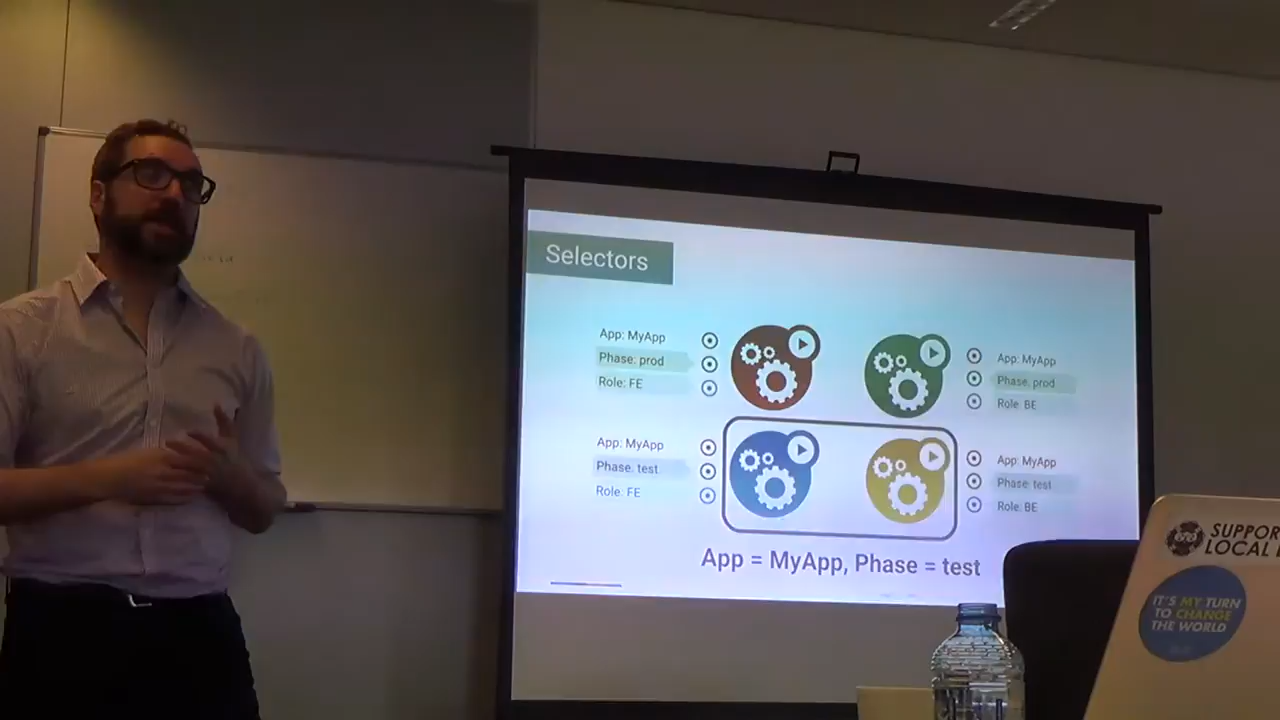 Selectors
App: MyApp
Phase: prod
Role: FE
App: MyApp
Phase: prod
Role: BE
App: MyApp
Phase: test
Role: FE
App: MyApp
Phase: test
Role: BE
App = MyApp, Phase = test
SUPPOR
LOCAL
IT'S MY TURN
TO CHANGE
THE WORLD